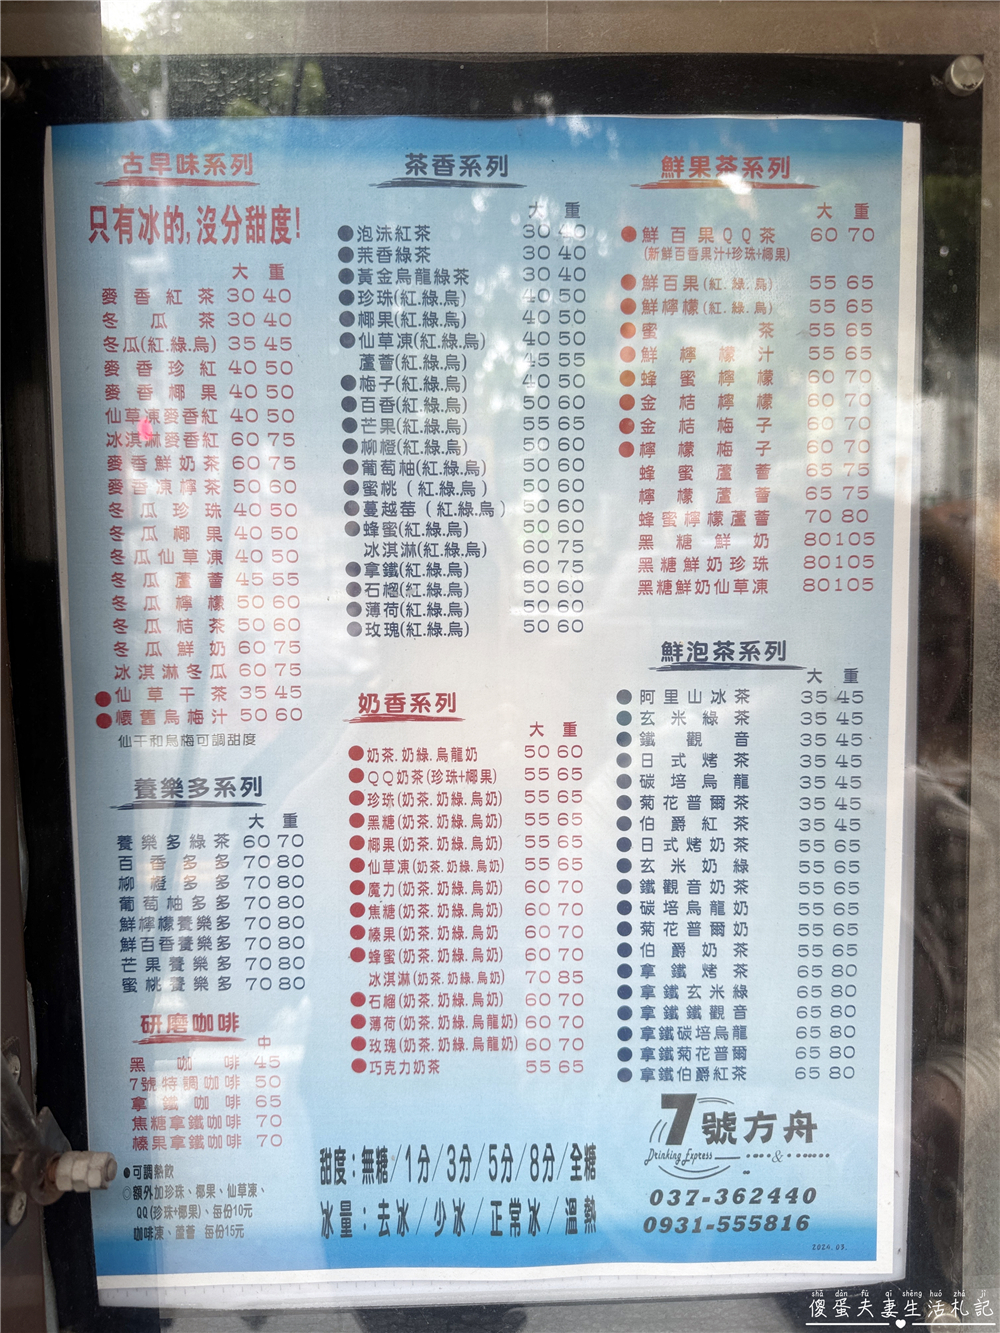 古早味系列
只有冰的,沒分甜度!
大 重
麥香紅茶 30 40
冬瓜茶 30 40
冬瓜(紅.綠.烏) 35 45
麥香珍紅 40 50
麥香椰果 40 50
仙草凍麥香紅 40 50
冰淇淋麥香紅 60 75
麥香鮮奶茶 60 75
麥香凍檸茶 50 60
冬瓜珍珠 40 50
冬瓜椰果 40 50
冬瓜仙草凍 40 50
冬瓜蘆薈 45 55
冬瓜檸檬 50 60
冬瓜桔茶 50 60
冬瓜鮮奶 60 75
冰淇淋冬瓜 60 75
●仙草干茶 35 45
●懷舊烏梅汁 50 60
仙干和烏梅可調甜度
養樂多系列
大 重
養樂多綠茶 60 70
百香多多 70 80
柳橙多多 70 80
葡萄柚多多 70 80
鮮檸檬養樂多 70 80
鮮百香養樂多 70 80
芒果養樂多 70 80
蜜桃養樂多 70 80
研磨咖啡
中
黑咖啡 45
7號特調咖啡 50
拿鐵咖啡 65
焦糖拿鐵咖啡 70
榛果拿鐵咖啡 70
●可調熱飲
◎額外加珍珠、椰果、仙草凍、
QQ(珍珠+椰果)、每份10元
咖啡凍、蘆薈 每份15元
茶香系列
大 重
●泡沫紅茶 30 40
●茉香綠茶 30 40
●黃金烏龍綠茶 30 40
●珍珠(紅.綠.烏) 40 50
●椰果(紅.綠.烏) 40 50
●仙草凍(紅.綠.烏) 40 50
蘆薈(紅.綠.烏) 45 55
●梅子(紅.綠.烏) 40 50
●百香(紅.綠.烏) 50 60
●芒果(紅.綠.烏) 55 65
●柳橙(紅.綠.烏) 50 60
●葡萄柚(紅.綠.烏) 50 60
●蜜桃(紅.綠.烏) 50 60
●蔓越莓(紅.綠.烏) 50 60
●蜂蜜(紅.綠.烏) 50 60
冰淇淋(紅.綠.烏) 60 75
●拿鐵(紅.綠.烏) 60 75
●石榴(紅.綠.烏) 50 60
●薄荷(紅.綠.烏) 50 60
●玫瑰(紅.綠.烏) 50 60
奶香系列
大 重
●奶茶.奶綠.烏龍奶 50 60
●QQ奶茶(珍珠+椰果) 55 65
●珍珠(奶茶.奶綠.烏奶) 55 65
●黑糖(奶茶.奶綠.烏奶) 55 65
●椰果(奶茶.奶綠.烏奶) 55 65
●仙草凍(奶茶.奶綠.烏奶) 55 65
●魔力(奶茶.奶綠.烏奶) 60 70
●焦糖(奶茶.奶綠.烏奶) 60 70
●榛果(奶茶.奶綠.烏奶 60 70
●蜂蜜(奶茶.奶綠.烏奶) 60 70
冰淇淋(奶茶.奶綠.烏奶) 70 85
●石榴(奶茶.奶綠.烏奶) 60 70
●薄荷(奶茶.奶綠.烏龍奶) 60 70
●玫瑰(奶茶.奶綠.烏龍奶) 60 70
●巧克力奶茶 55 65
甜度:無糖/1分/3分/5分/8分/全糖
冰量:去冰/少冰/正常冰/溫熱
鮮果茶系列
大 重
●鮮百果QQ茶 60 70
(新鮮百香果汁+珍珠+椰果)
●鮮百果(紅.綠.烏) 55 65
●鮮檸檬(紅.綠.烏) 55 65
●蜜茶 55 65
●鮮檸檬汁 55 65
●蜂蜜檸檬 60 70
●金桔檸檬 60 70
●金桔梅子 60 70
●檸檬梅子 60 70
蜂蜜蘆薈 65 75
檸檬蘆薈 65 75
蜂蜜檸檬蘆薈 70 80
黑糖鮮奶 80 105
黑糖鮮奶珍珠 80 105
黑糖鮮奶仙草凍 80 105
鮮泡茶系列
大 重
●阿里山冰茶 35 45
●玄米綠茶 35 45
●鐵觀音 35 45
●日式烤茶 35 45
●碳培烏龍 35 45
●菊花普爾茶 35 45
●伯爵紅茶 35 45
●日式烤奶茶 55 65
●玄米奶綠 55 65
●鐵觀音奶茶 55 65
●碳培烏龍奶 55 65
●菊花普爾奶 55 65
●伯爵奶茶 55 65
●拿鐵烤茶 65 80
●拿鐵玄米綠 65 80
●拿鐵鐵觀音 65 80
●拿鐵碳培烏龍 65 80
●拿鐵菊花普爾 65 80
●拿鐵伯爵紅茶 65 80
7號方舟
Drinking Express
037-362440
0931-555816
2024.03.
shǎ dàn fū qī shēng huó zhá jì
傻蛋夫妻生活札記